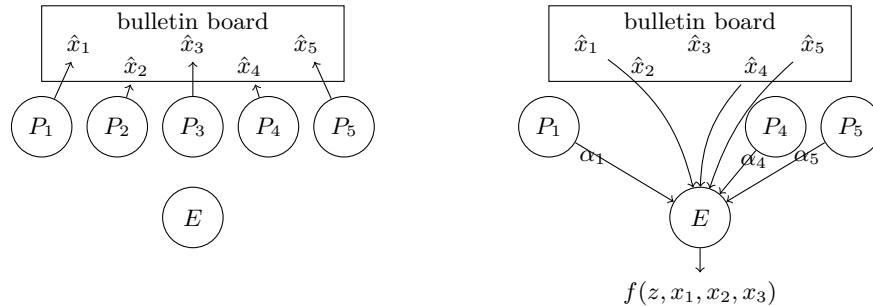 bulletin board
x̂₁ x̂₃ x̂₅
x̂₂ x̂₄
P₁ P₂ P₃ P₄ P₅
E
bulletin board
x̂₁ x̂₃ x̂₅
x̂₂ x̂₄
P₁ P₄ P₅
α₁ α₄ α₅
E
f(z, x₁, x₂, x₃)